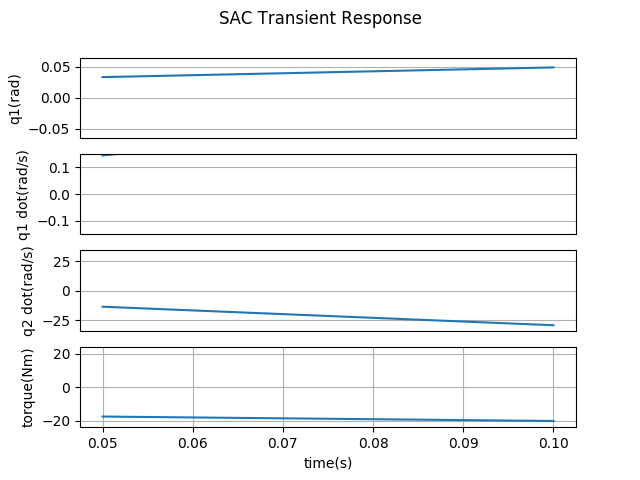 SAC Transient Response
q1(rad)
0.05
0.00
−0.05
q1 dot(rad/s)
0.1
0.0
−0.1
q2 dot(rad/s)
25
0
−25
torque(Nm)
20
0
−20
0.05 0.06 0.07 0.08 0.09 0.10
time(s)